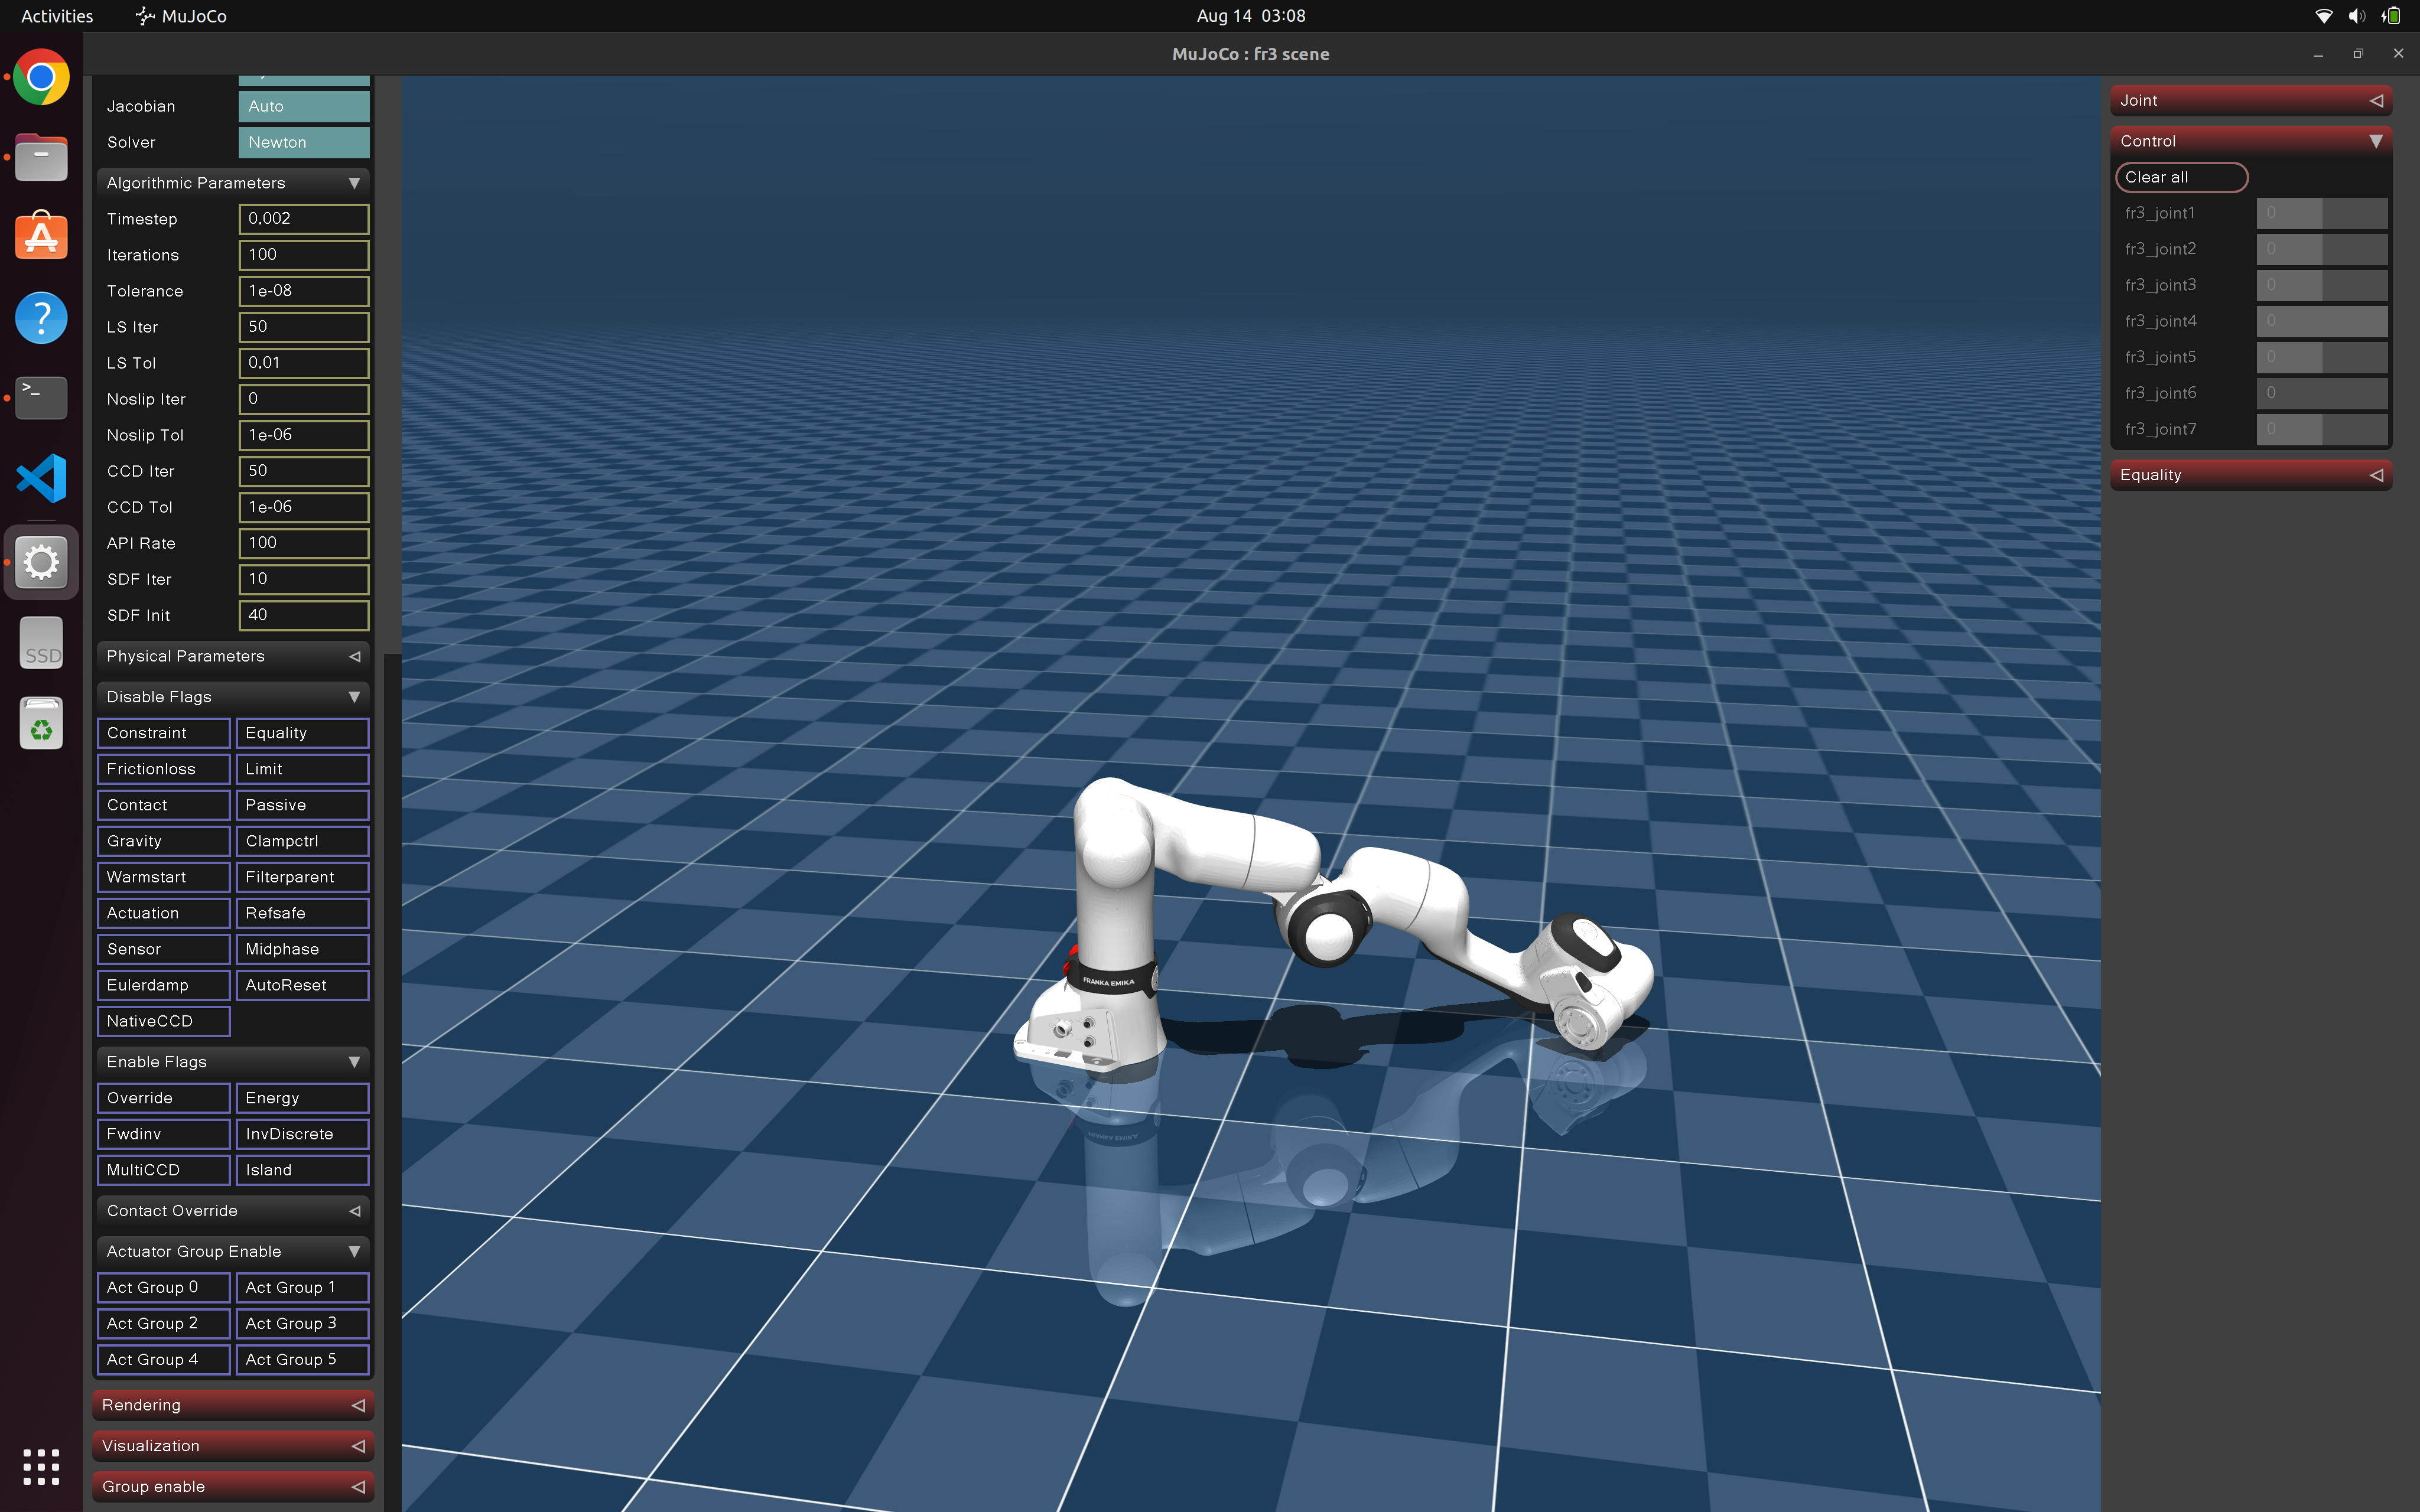 Activities MuJoCo Aug 14 03:08
MuJoCo : fr3 scene
Jacobian Auto
Solver Newton
Algorithmic Parameters
Timestep 0.002
Iterations 100
Tolerance 1e-08
LS Iter 50
LS Tol 0.01
Noslip Iter 0
Noslip Tol 1e-06
CCD Iter 50
CCD Tol 1e-06
API Rate 100
SDF Iter 10
SDF Init 40
Physical Parameters
Disable Flags
Constraint Equality
Frictionloss Limit
Contact Passive
Gravity Clampctrl
Warmstart Filterparent
Actuation Refsafe
Sensor Midphase
Eulerdamp AutoReset
NativeCCD
Enable Flags
Override Energy
Fwdinv InvDiscrete
MultiCCD Island
Contact Override
Actuator Group Enable
Act Group 0 Act Group 1
Act Group 2 Act Group 3
Act Group 4 Act Group 5
Rendering
Visualization
Group enable
SSD
FRANKA EMIKA
Joint
Control
Clear all
fr3_joint1 0
fr3_joint2 0
fr3_joint3 0
fr3_joint4 0
fr3_joint5 0
fr3_joint6 0
fr3_joint7 0
Equality